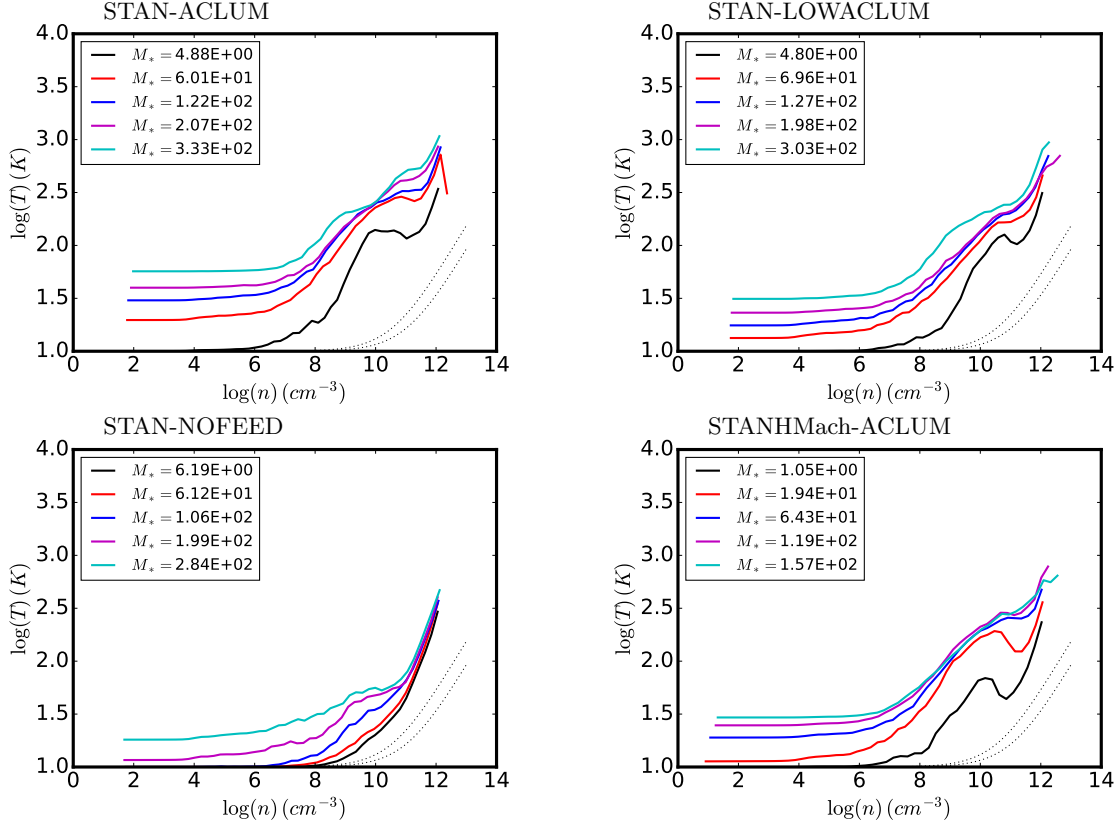 STAN-ACLUM
4.0
3.5
3.0
2.5
2.0
1.5
1.0
log(T) (K)
M* = 4.88E+00
M* = 6.01E+01
M* = 1.22E+02
M* = 2.07E+02
M* = 3.33E+02
0 2 4 6 8 10 12 14
log(n) (cm⁻³)
STAN-LOWACLUM
4.0
3.5
3.0
2.5
2.0
1.5
1.0
log(T) (K)
M* = 4.80E+00
M* = 6.96E+01
M* = 1.27E+02
M* = 1.98E+02
M* = 3.03E+02
0 2 4 6 8 10 12 14
log(n) (cm⁻³)
STAN-NOFEED
4.0
3.5
3.0
2.5
2.0
1.5
1.0
log(T) (K)
M* = 6.19E+00
M* = 6.12E+01
M* = 1.06E+02
M* = 1.99E+02
M* = 2.84E+02
0 2 4 6 8 10 12 14
log(n) (cm⁻³)
STANHMach-ACLUM
4.0
3.5
3.0
2.5
2.0
1.5
1.0
log(T) (K)
M* = 1.05E+00
M* = 1.94E+01
M* = 6.43E+01
M* = 1.19E+02
M* = 1.57E+02
0 2 4 6 8 10 12 14
log(n) (cm⁻³)